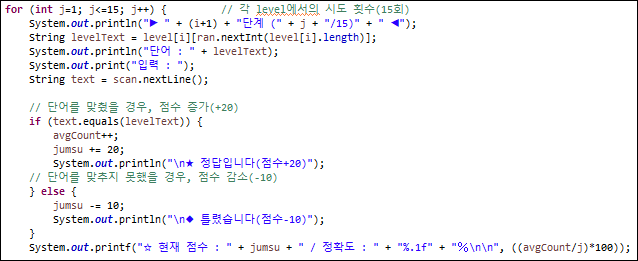 for (int j=1; j<=15; j++) {        // 각 level에서의 시도 횟수(15회)
    System.out.println("▶ " + (i+1) + "단계 (" + j + "/15)" + " ◀");
    String levelText = level[i][ran.nextInt(level[i].length)];
    System.out.println("단어 : " + levelText);
    System.out.print("입력 : ");
    String text = scan.nextLine();

    // 단어를 맞췄을 경우, 점수 증가(+20)
    if (text.equals(levelText)) {
        avgCount++;
        jumsu += 20;
        System.out.println("\n★ 정답입니다(점수+20)");
    // 단어를 맞추지 못했을 경우, 점수 감소(-10)
    } else {
        jumsu -= 10;
        System.out.println("\n◆ 틀렸습니다(점수-10)");
    }
    System.out.printf("☆ 현재 점수 : " + jumsu + " / 정확도 : " + "%.1f" + "％\n\n", ((avgCount/j)*100));